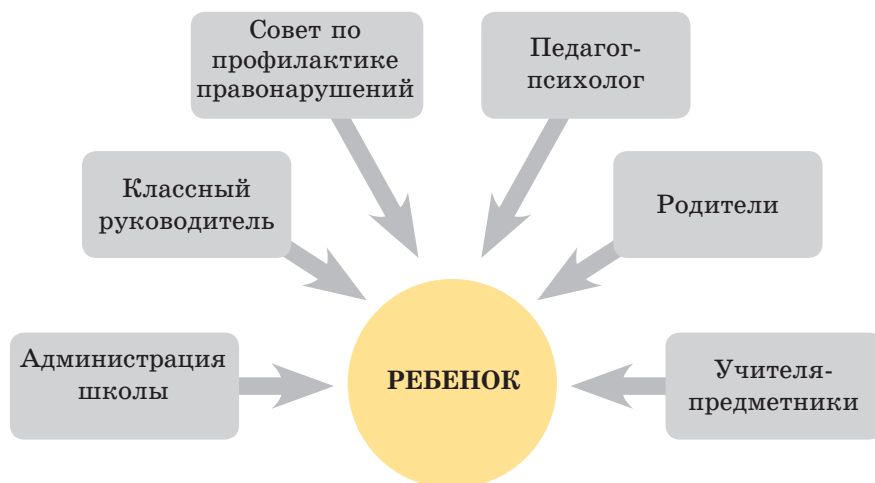 Совет по
профилактике
правонарушений
Педагог-
психолог
Классный
руководитель
Родители
Администрация
школы
РЕБЕНОК
Учителя-
предметники